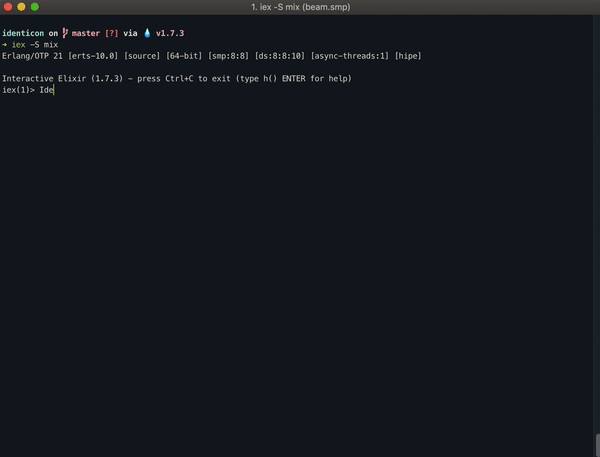 1. iex -S mix (beam.smp)
identicon on master [?] via v1.7.3
➜ iex -S mix
Erlang/OTP 21 [erts-10.0] [source] [64-bit] [smp:8:8] [ds:8:8:10] [async-threads:1] [hipe]
Interactive Elixir (1.7.3) - press Ctrl+C to exit (type h() ENTER for help)
iex(1)> Ide